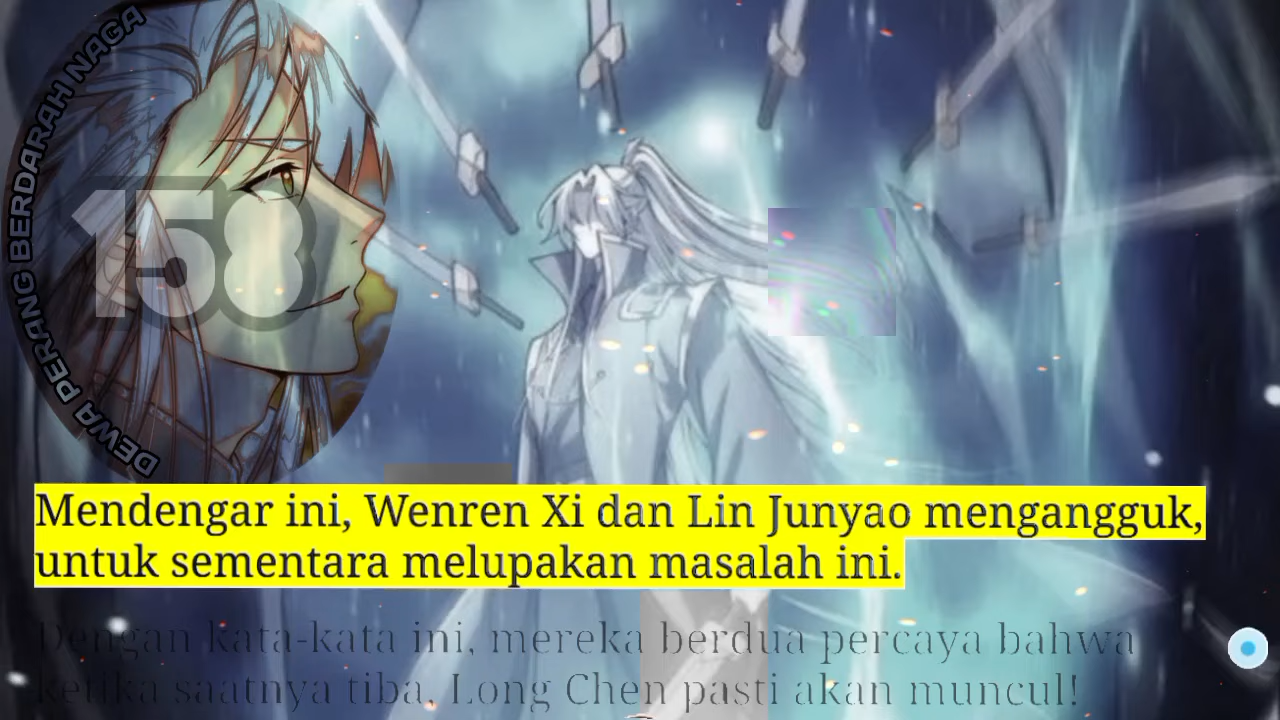 DEWA PERANG BERDARAH NAGA
158
Mendengar ini, Wenren Xi dan Lin Junyao mengangguk,
untuk sementara melupakan masalah ini.
Dengan kata-kata ini, mereka berdua percaya bahwa
ketika saatnya tiba, Long Chen pasti akan muncul!